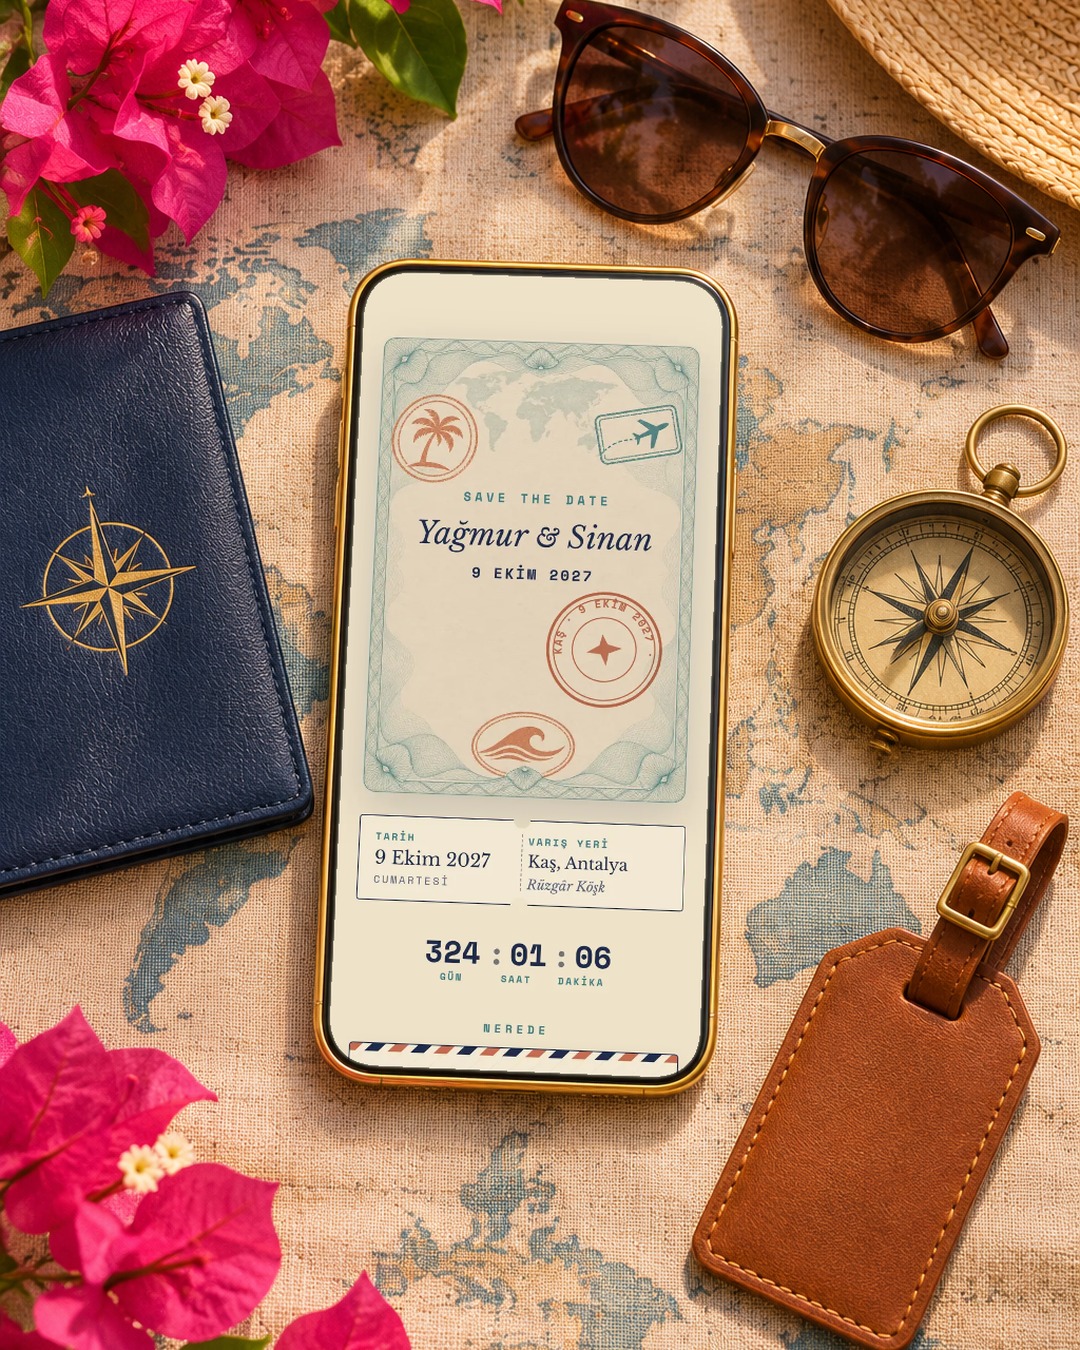 SAVE THE DATE
Yağmur & Sinan
9 EKİM 2027
KAŞ · 9 EKİM 2027 ·
TARİH
9 Ekim 2027
CUMARTESİ
VARIŞ YERİ
Kaş, Antalya
Rüzgâr Köşk
324 : 01 : 06
GÜN SAAT DAKİKA
NEREDE